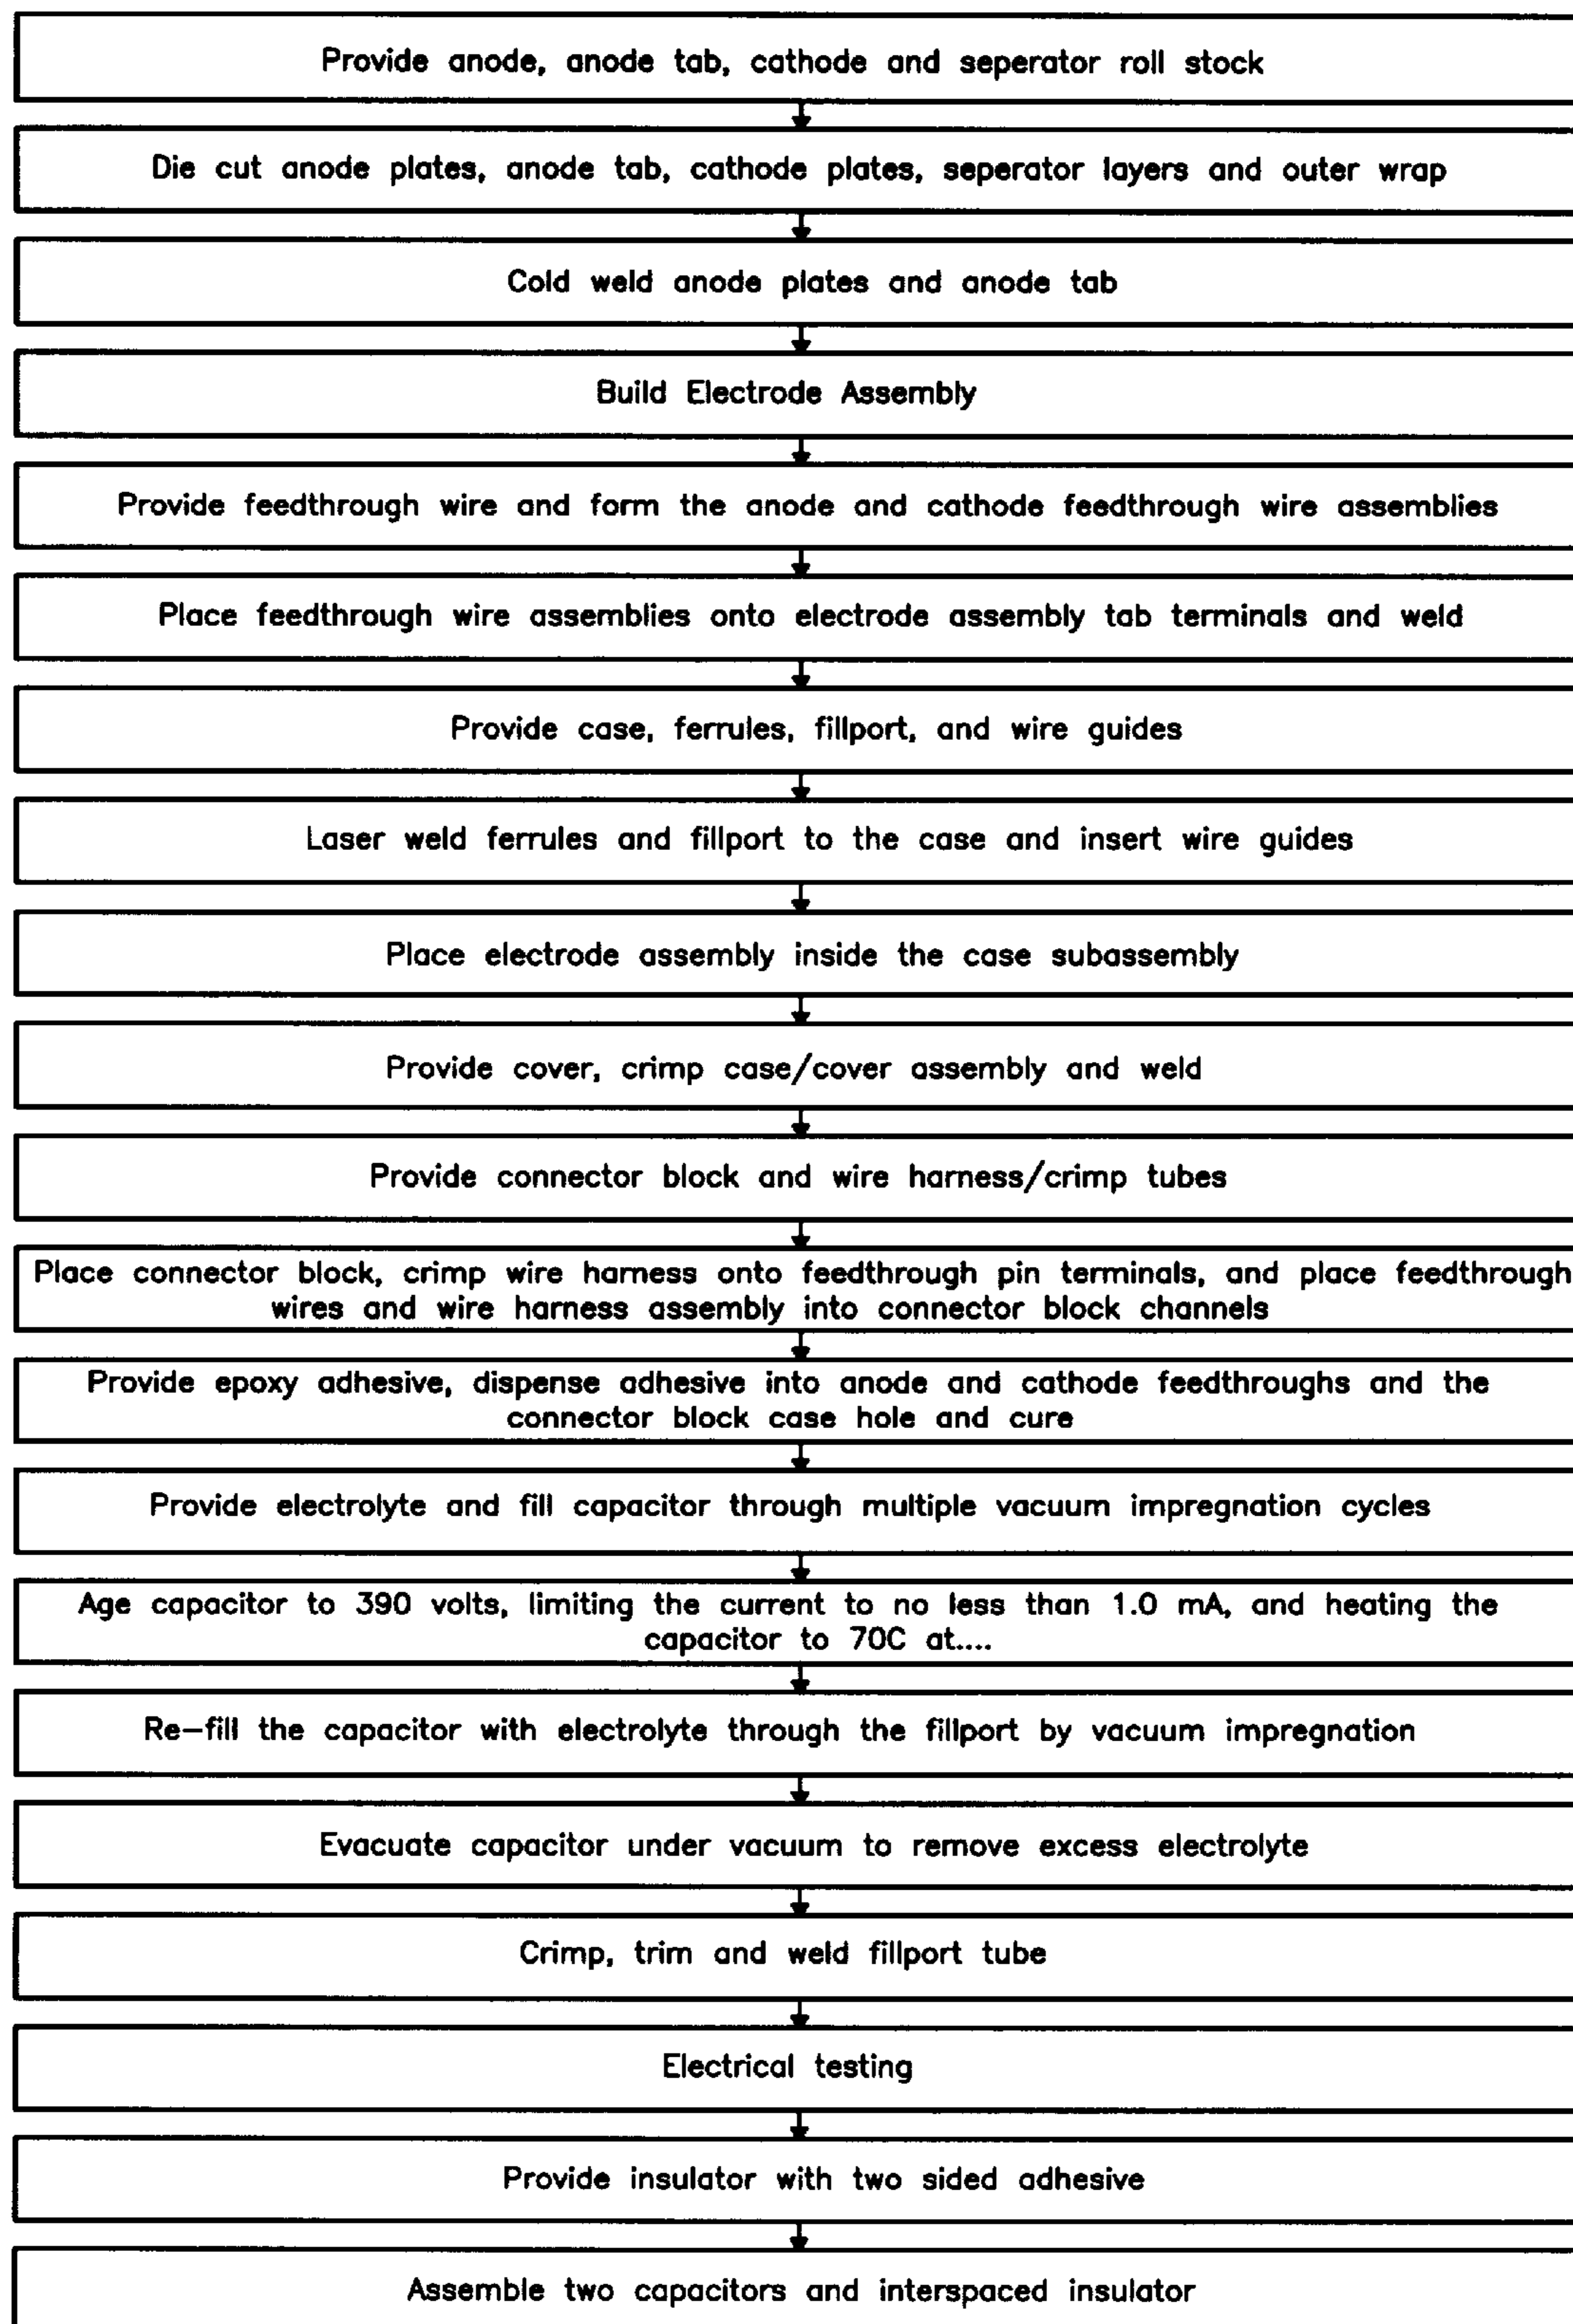 Provide anode, anode tab, cathode and seperator roll stock
Die cut anode plates, anode tab, cathode plates, seperator layers and outer wrap
Cold weld anode plates and anode tab
Build Electrode Assembly
Provide feedthrough wire and form the anode and cathode feedthrough wire assemblies
Place feedthrough wire assemblies onto electrode assembly tab terminals and weld
Provide case, ferrules, fillport, and wire guides
Laser weld ferrules and fillport to the case and insert wire guides
Place electrode assembly inside the case subassembly
Provide cover, crimp case/cover assembly and weld
Provide connector block and wire harness/crimp tubes
Place connector block, crimp wire harness onto feedthrough pin terminals, and place feedthrough
wires and wire harness assembly into connector block channels
Provide epoxy adhesive, dispense adhesive into anode and cathode feedthroughs and the
connector block case hole and cure
Provide electrolyte and fill capacitor through multiple vacuum impregnation cycles
Age capacitor to 390 volts, limiting the current to no less than 1.0 mA, and heating the
capacitor to 70C at....
Re-fill the capacitor with electrolyte through the fillport by vacuum impregnation
Evacuate capacitor under vacuum to remove excess electrolyte
Crimp, trim and weld fillport tube
Electrical testing
Provide insulator with two sided adhesive
Assemble two capacitors and interspaced insulator